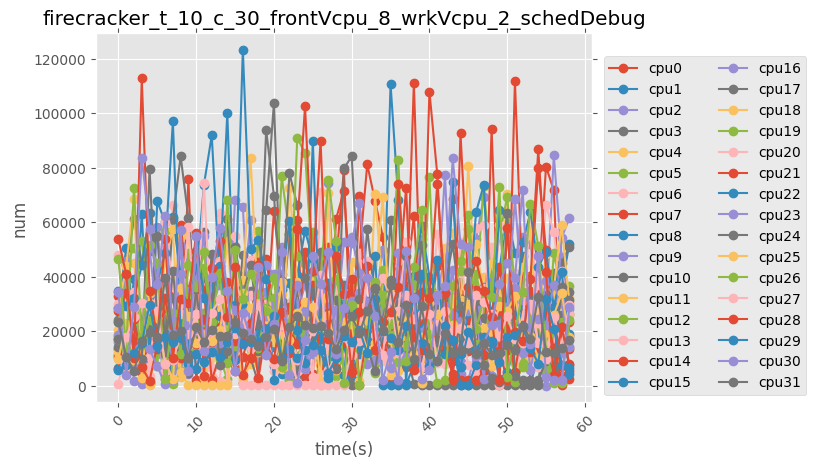 firecracker_t_10_c_30_frontVcpu_8_wrkVcpu_2_schedDebug
120000
100000
80000
60000
40000
20000
0
num
0 10 20 30 40 50 60
time(s)
cpu0 cpu16
cpu1 cpu17
cpu2 cpu18
cpu3 cpu19
cpu4 cpu20
cpu5 cpu21
cpu6 cpu22
cpu7 cpu23
cpu8 cpu24
cpu9 cpu25
cpu10 cpu26
cpu11 cpu27
cpu12 cpu28
cpu13 cpu29
cpu14 cpu30
cpu15 cpu31